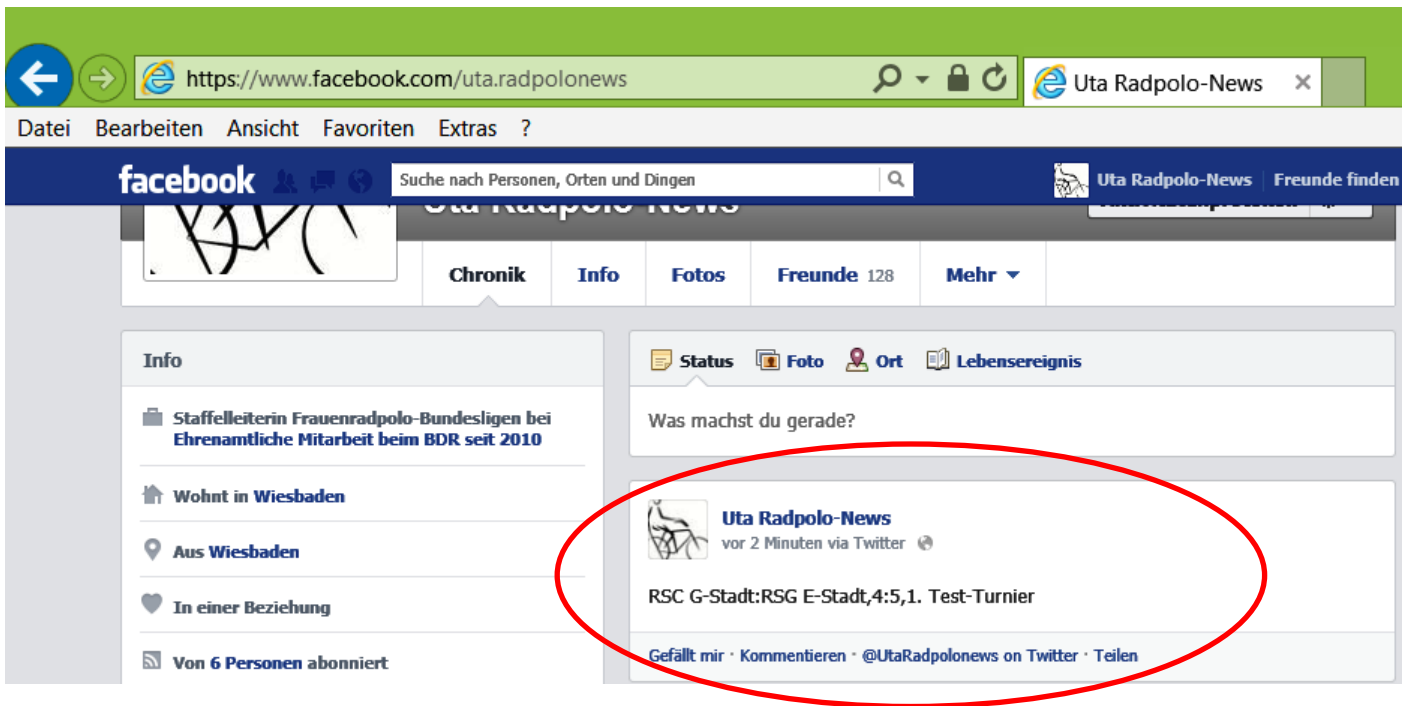 https://www.facebook.com/uta.radpolonews
Uta Radpolo-News
Datei Bearbeiten Ansicht Favoriten Extras ?
facebook
Suche nach Personen, Orten und Dingen
Uta Radpolo-News Freunde finden
Uta Radpolo-News
Chronik Info Fotos Freunde 128 Mehr
Info
Staffelleiterin Frauenradpolo-Bundesligen bei
Ehrenamtliche Mitarbeit beim BDR seit 2010
Wohnt in Wiesbaden
Aus Wiesbaden
In einer Beziehung
Von 6 Personen abonniert
Status Foto Ort Lebensereignis
Was machst du gerade?
Uta Radpolo-News
vor 2 Minuten via Twitter
RSC G-Stadt:RSG E-Stadt,4:5,1. Test-Turnier
Gefällt mir · Kommentieren · @UtaRadpolonews on Twitter · Teilen